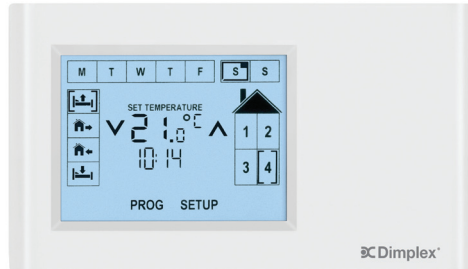 M T W T F S S
SET TEMPERATURE
21.0°C
10:14
1 2
3 4
PROG SETUP
Dimplex